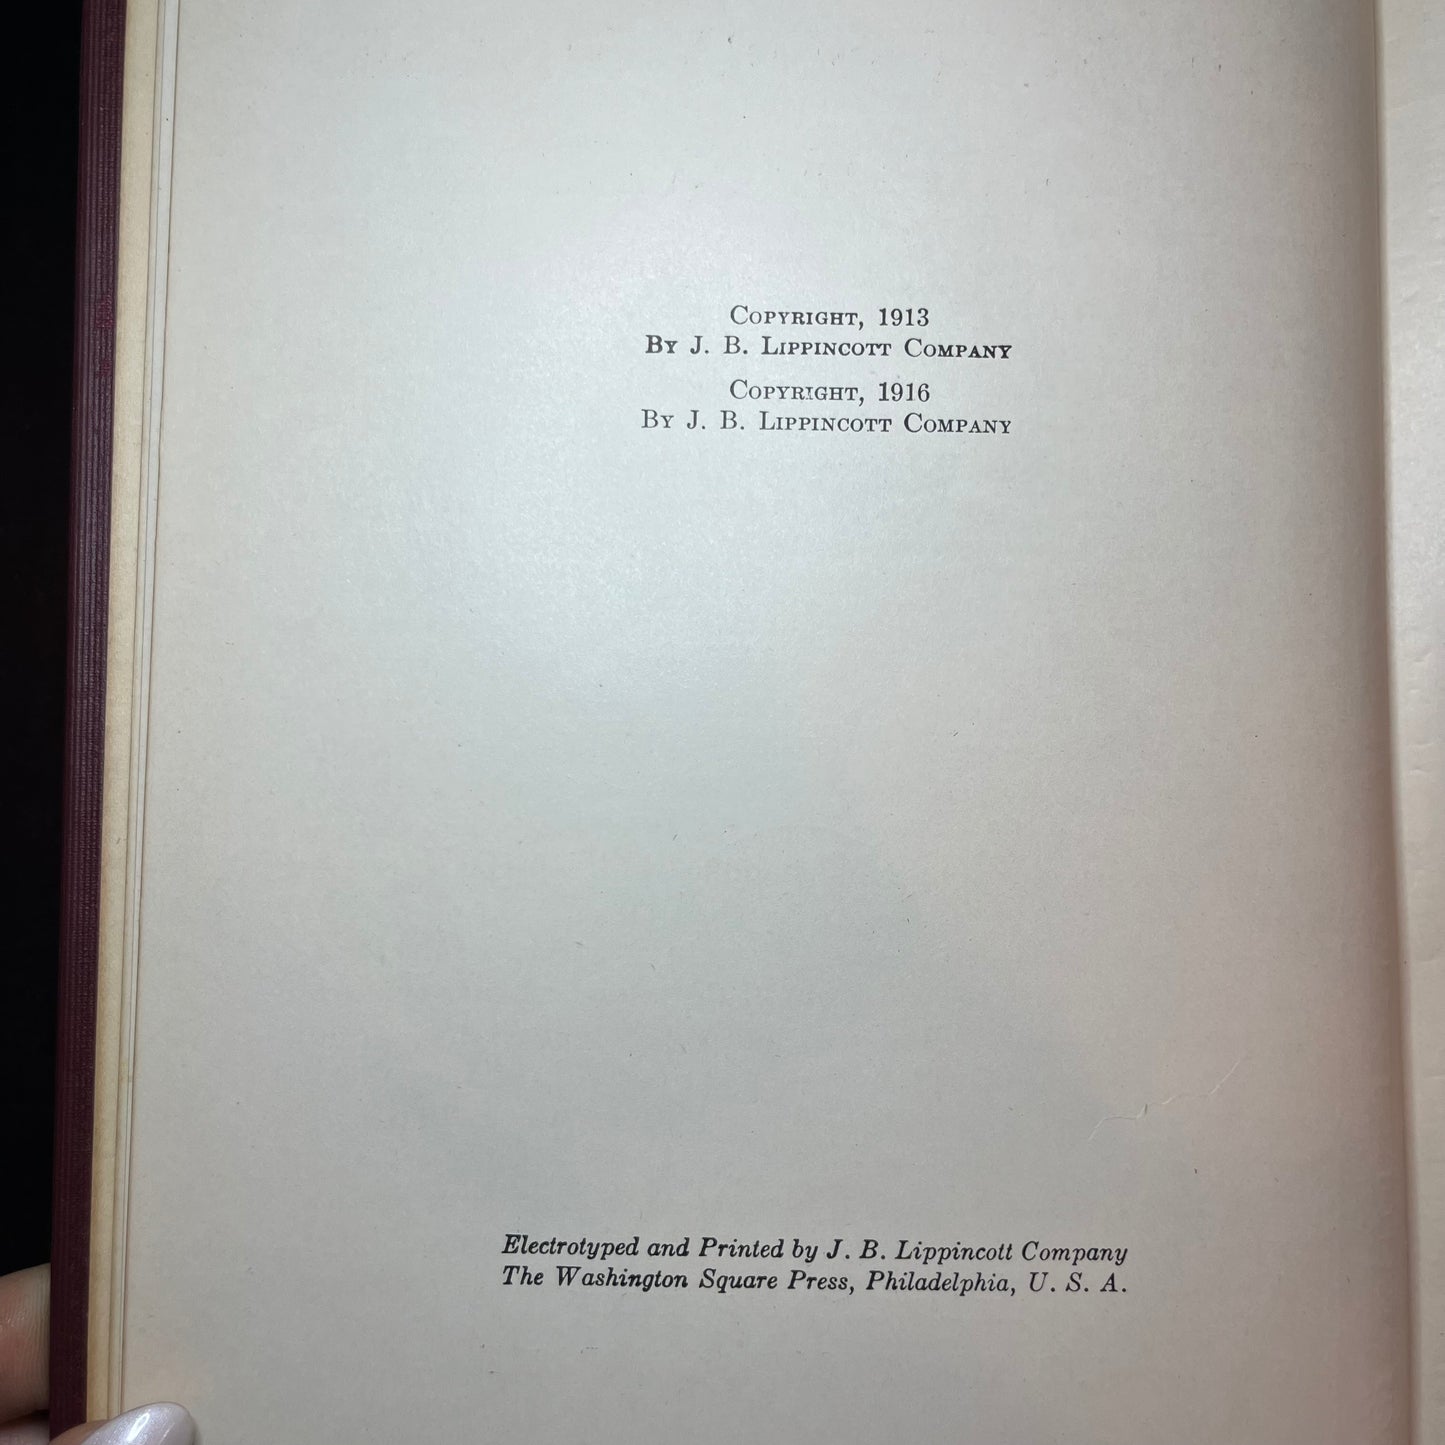 Copyright, 1913
By J. B. Lippincott Company
Copyright, 1916
By J. B. Lippincott Company
Electrotyped and Printed by J. B. Lippincott Company
The Washington Square Press, Philadelphia, U. S. A.